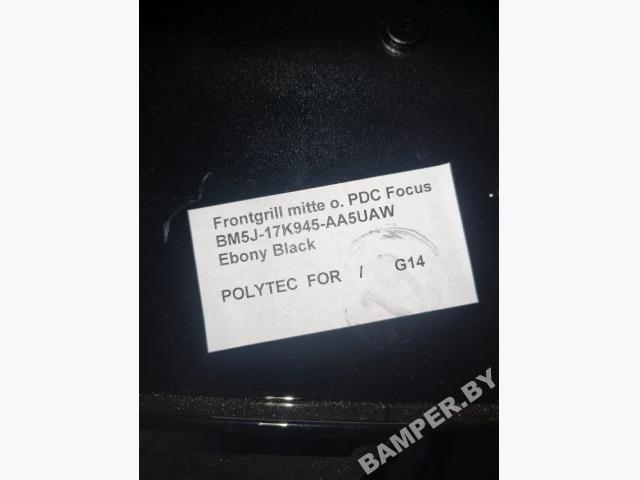 Frontgrill mitte o. PDC Focus
BM5J-17K945-AA5UAW
Ebony Black
POLYTEC FOR / G14
BAMPER.BY